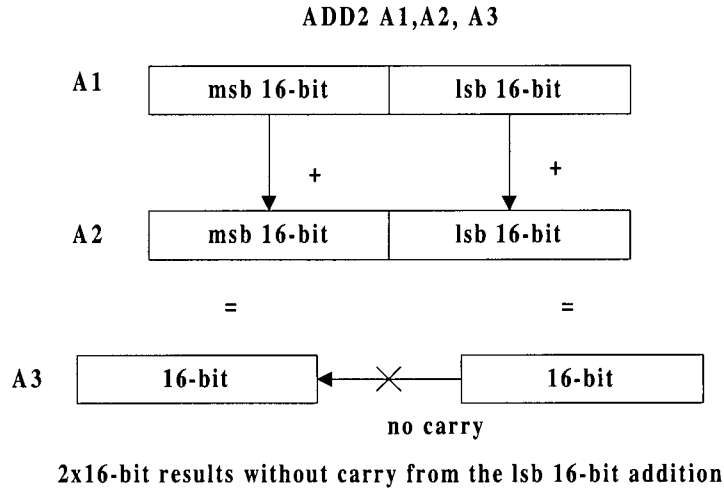 ADD2 A1,A2, A3
A1 msb 16-bit lsb 16-bit
+ +
A2 msb 16-bit lsb 16-bit
= =
A3 16-bit 16-bit
no carry
2x16-bit results without carry from the lsb 16-bit addition